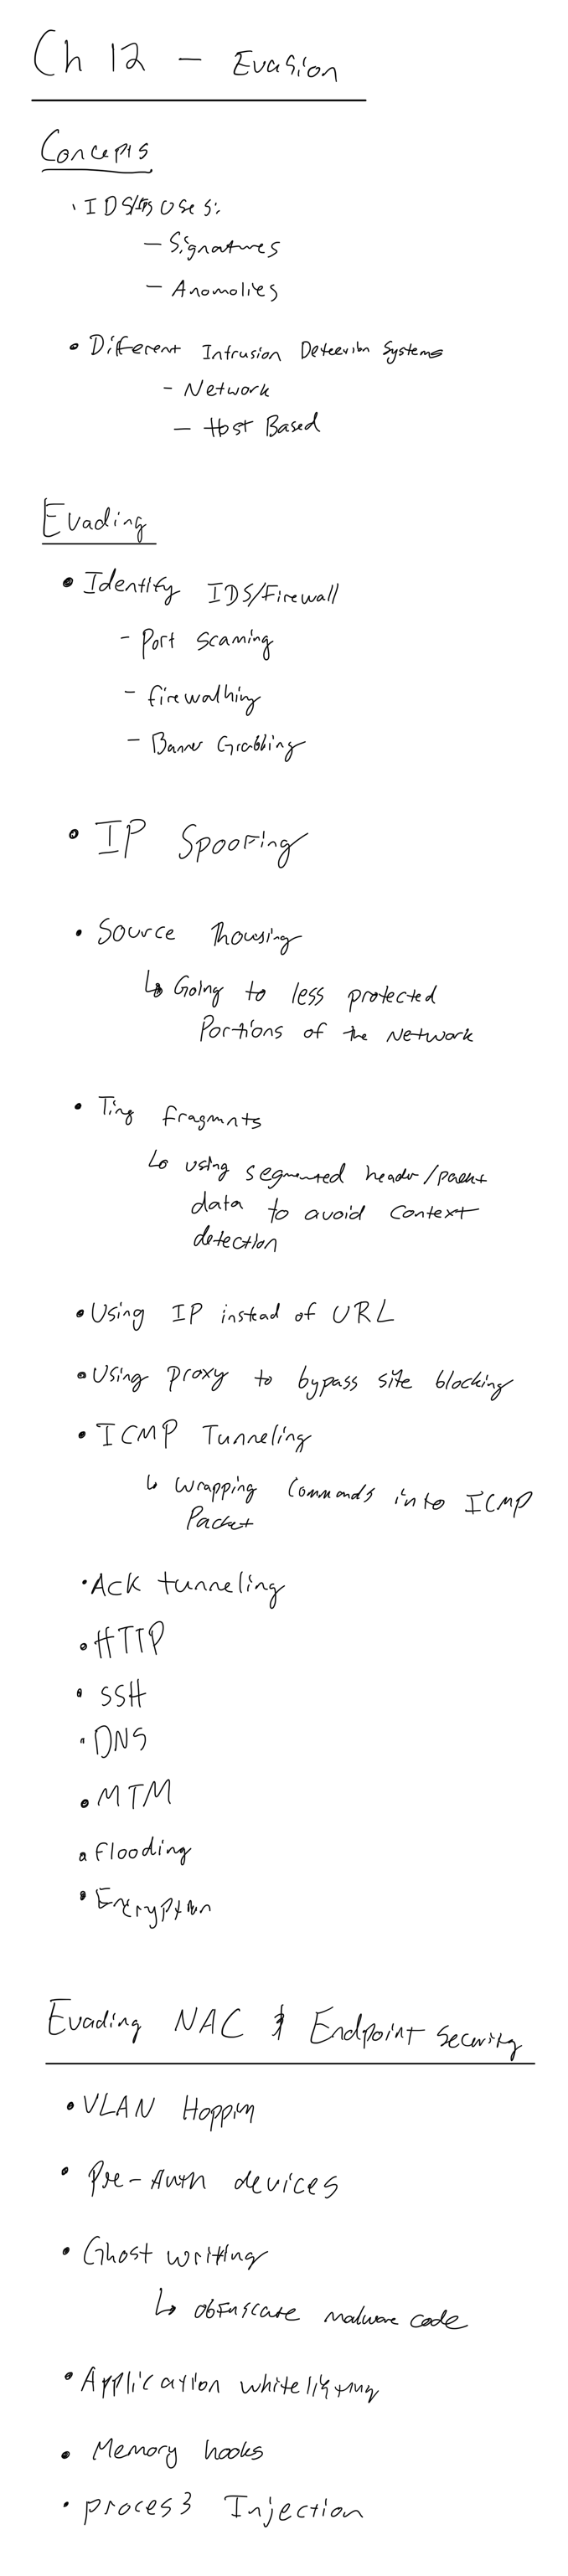 Ch 12 - Evasion
Concepts
• IDS/IPS uses:
- Signatures
- Anomolies
• Different Intrusion Detection Systems
- Network
- Host Based
Evading
• Identify IDS/Firewall
- Port scanning
- firewalking
- Banner Grabbing
• IP Spoofing
• Source
↳ Going to less protected
Portions of the Network
• Tiny fragments
↳ using segmented header/packet
data to avoid context
detection
• Using IP instead of URL
• Using proxy to bypass site blocking
• ICMP Tunneling
↳ wrapping commands into ICMP
Packet
• Ack tunneling
• HTTP
• SSH
• DNS
• MTM
• flooding
• Encryption
Evading NAC & Endpoint Security
• VLAN Hoppin
• Pre-Auth devices
• Ghost writing
↳ obfuscate malware code
• Application whitelisting
• Memory hooks
• process Injection